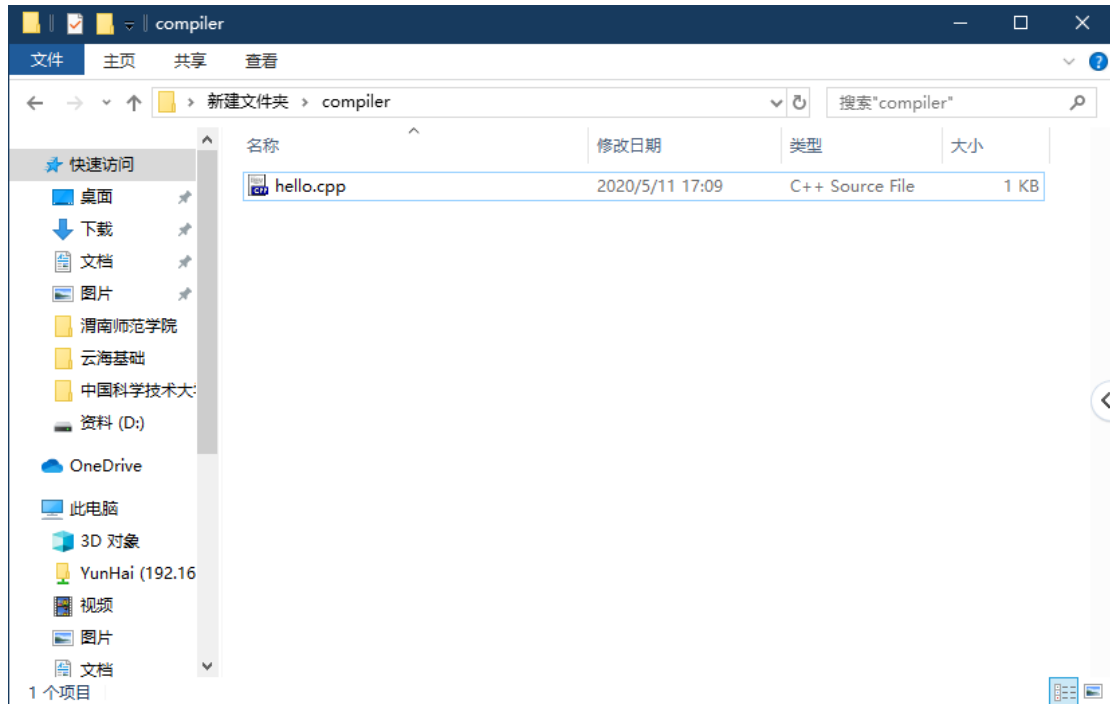 compiler
文件 主页 共享 查看
新建文件夹 compiler 搜索"compiler"
名称 修改日期 类型 大小
快速访问
hello.cpp 2020/5/11 17:09 C++ Source File 1 KB
桌面
下载
文档
图片
渭南师范学院
云海基础
中国科学技术大
资料 (D:)
OneDrive
此电脑
3D 对象
YunHai (192.16
视频
图片
文档
1 个项目